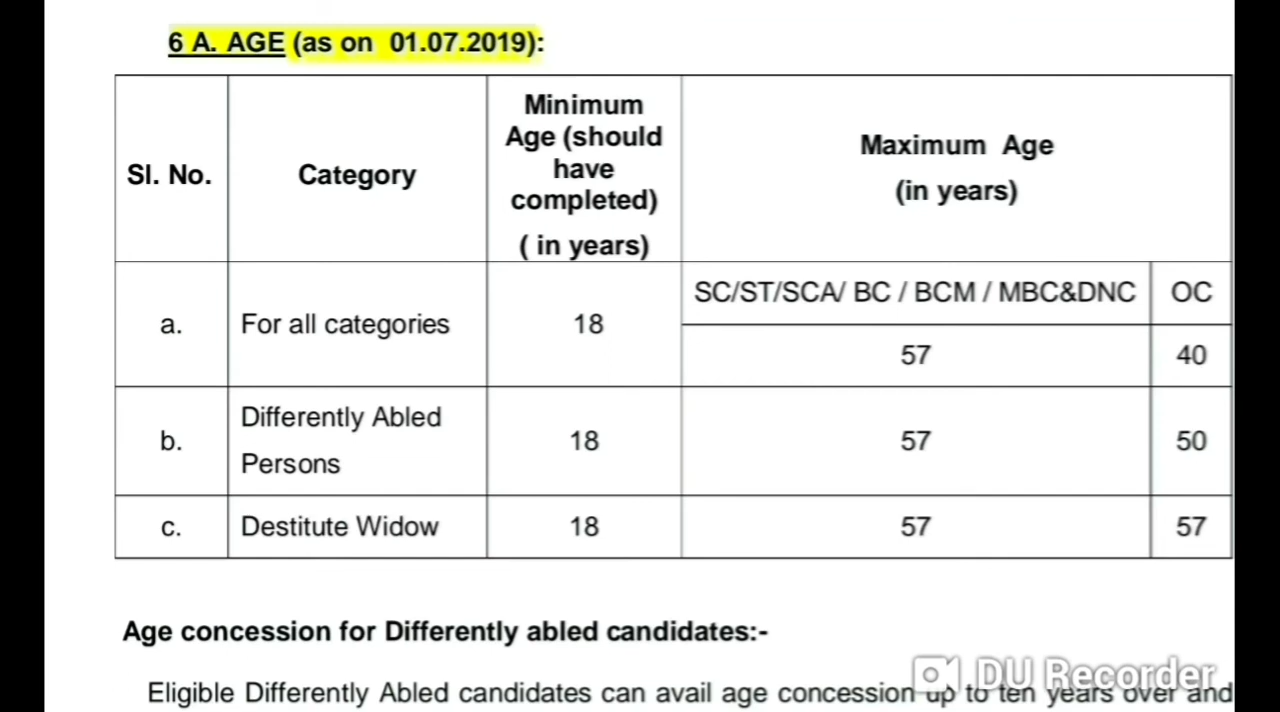 6 A. AGE (as on 01.07.2019):
Sl. No.
Category
Minimum
Age (should
have
completed)
( in years)
Maximum Age
(in years)
SC/ST/SCA/ BC / BCM / MBC&DNC
OC
a.
For all categories
18
57
40
b.
Differently Abled
Persons
18
57
50
c.
Destitute Widow
18
57
57
Age concession for Differently abled candidates:-
Eligible Differently Abled candidates can avail age concession up to ten years over and
DU Recorder